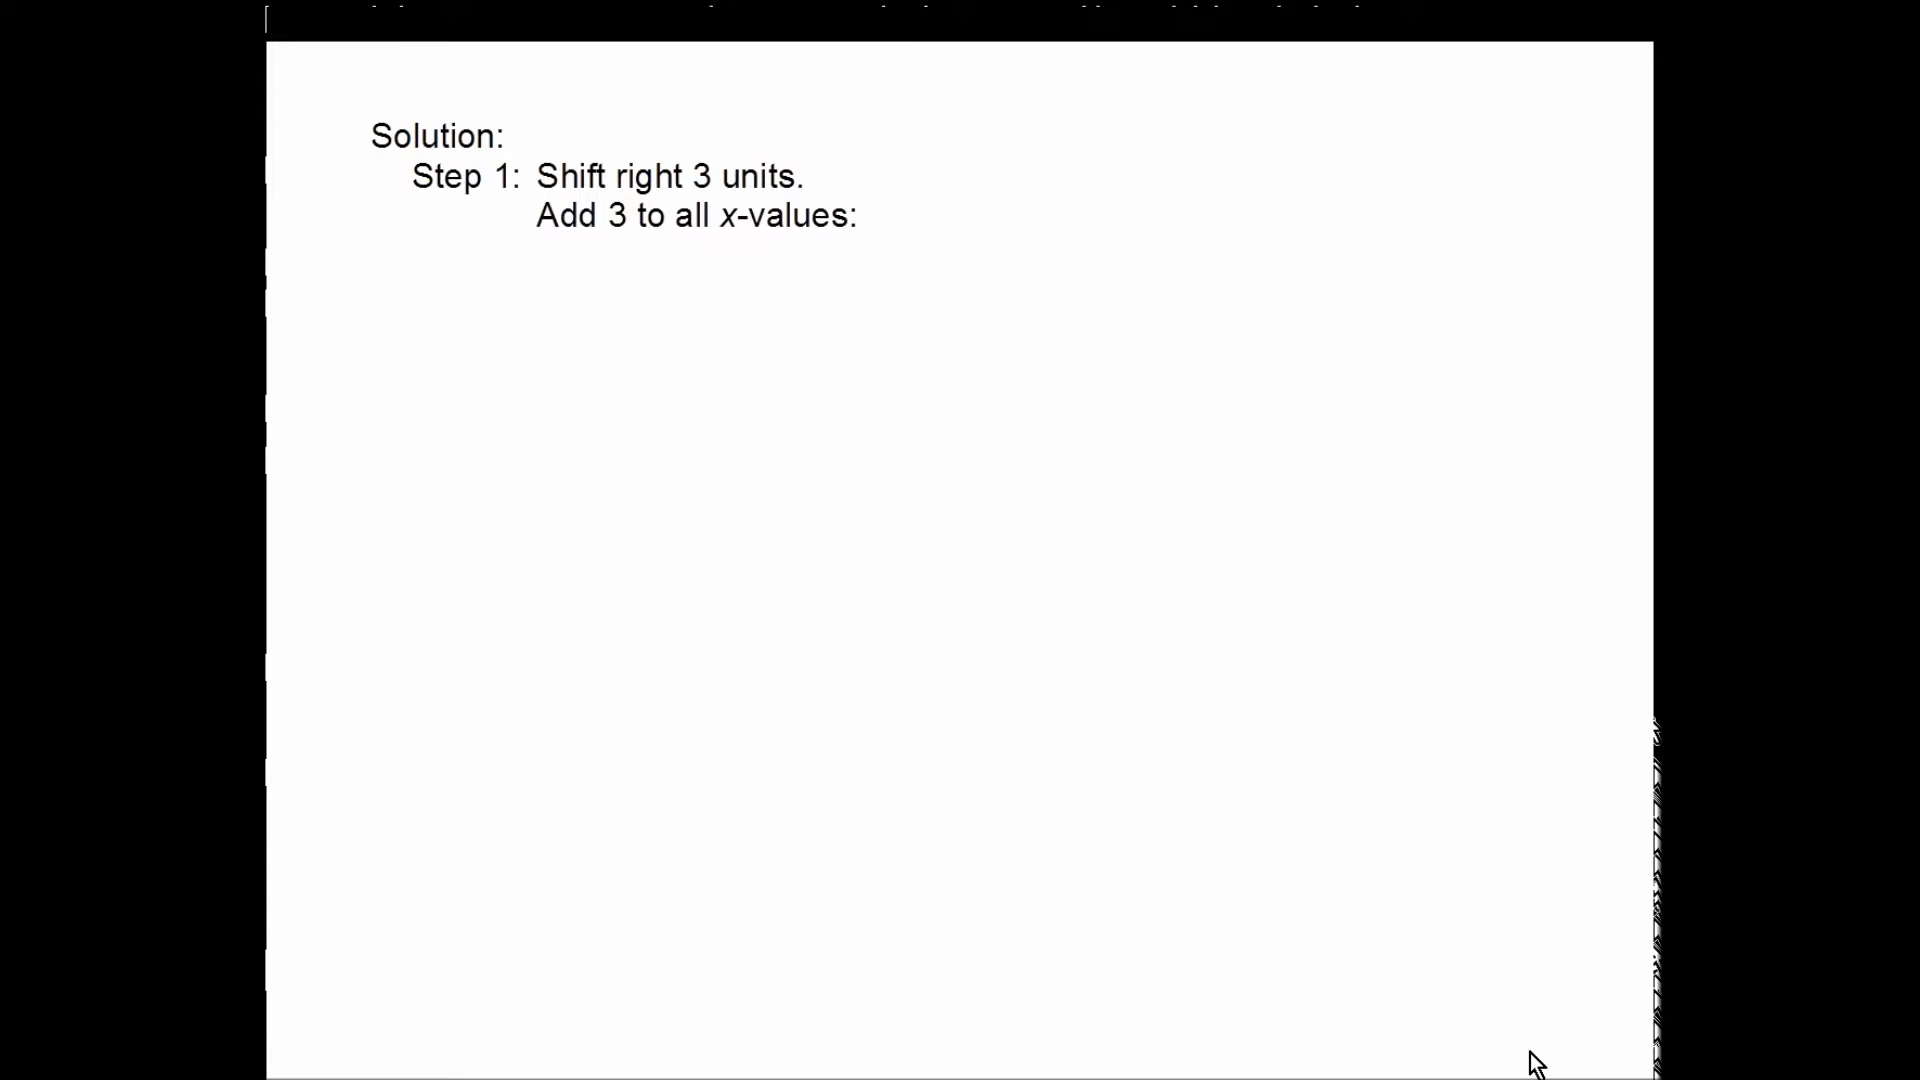 Solution:
Step 1: Shift right 3 units.
Add 3 to all x-values: